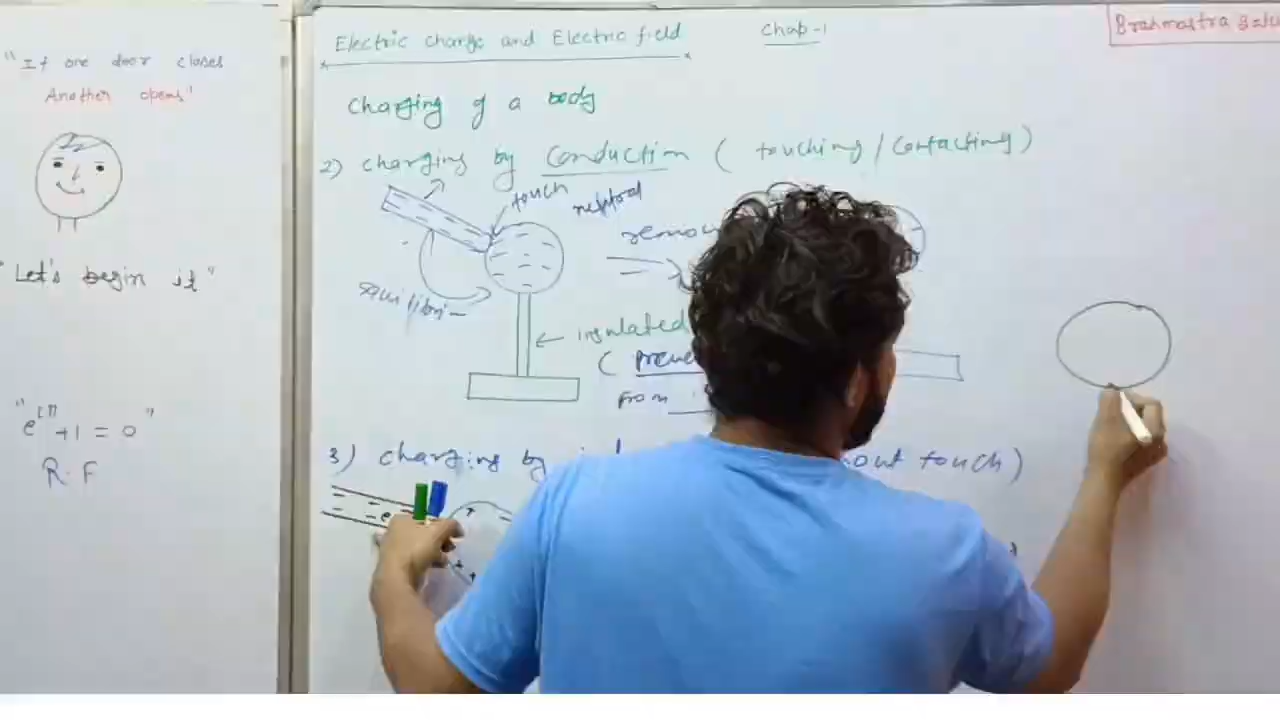 "If one door closes
Another opens"
"Let's begin it"
"e^iπ +1 = 0"
R. F
Electric charge and Electric field
Chap-1
Brahmastra
Charging of a body
2) charging by conduction ( touching / contacting )
touch
neutral
insulated
from
3) charging by
out touch )